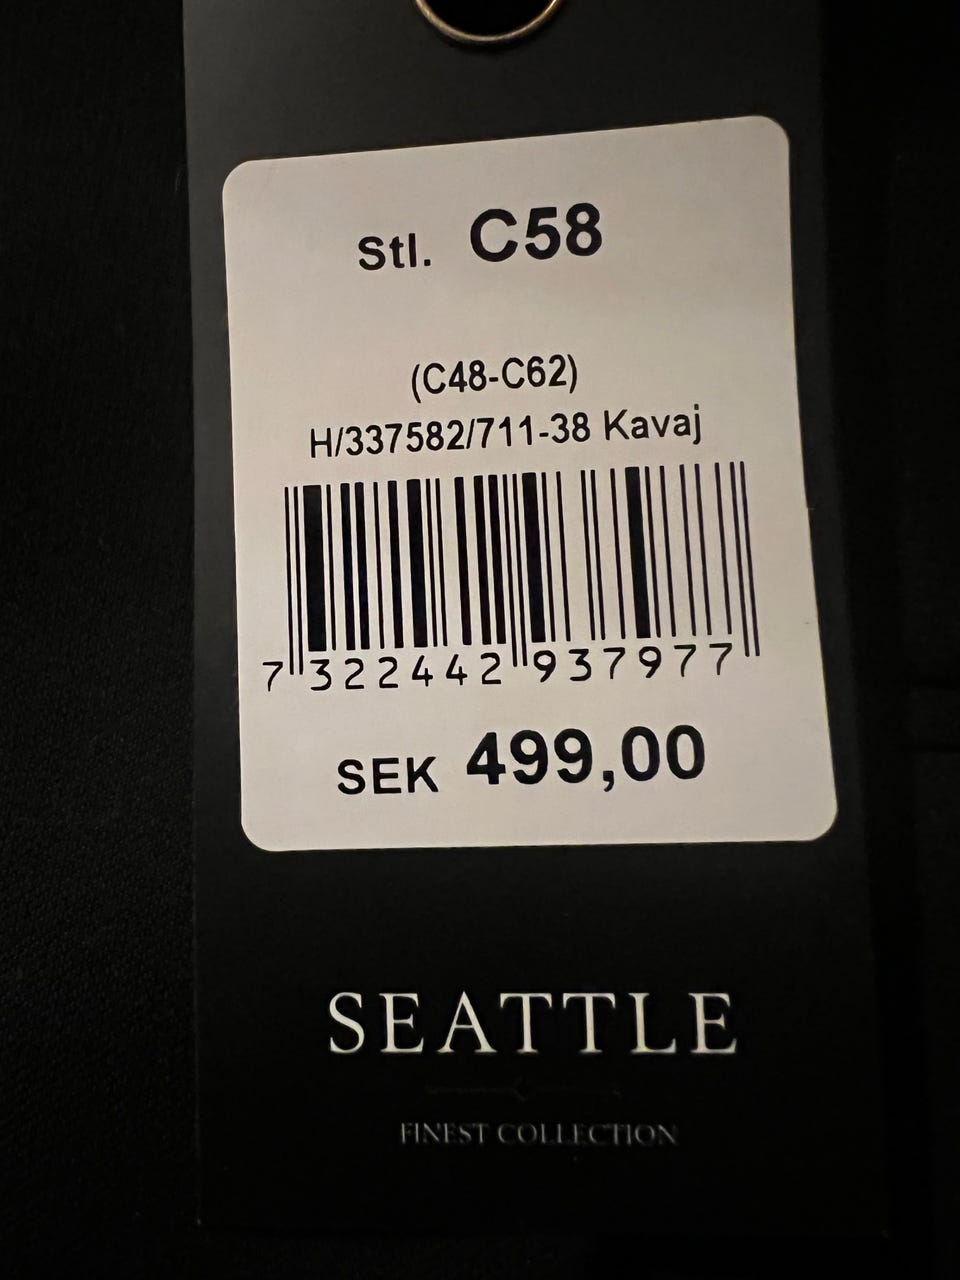 Stl. C58
(C48-C62)
H/337582/711-38 Kavaj
7 322442 937977
SEK 499,00
SEATTLE
FINEST COLLECTION